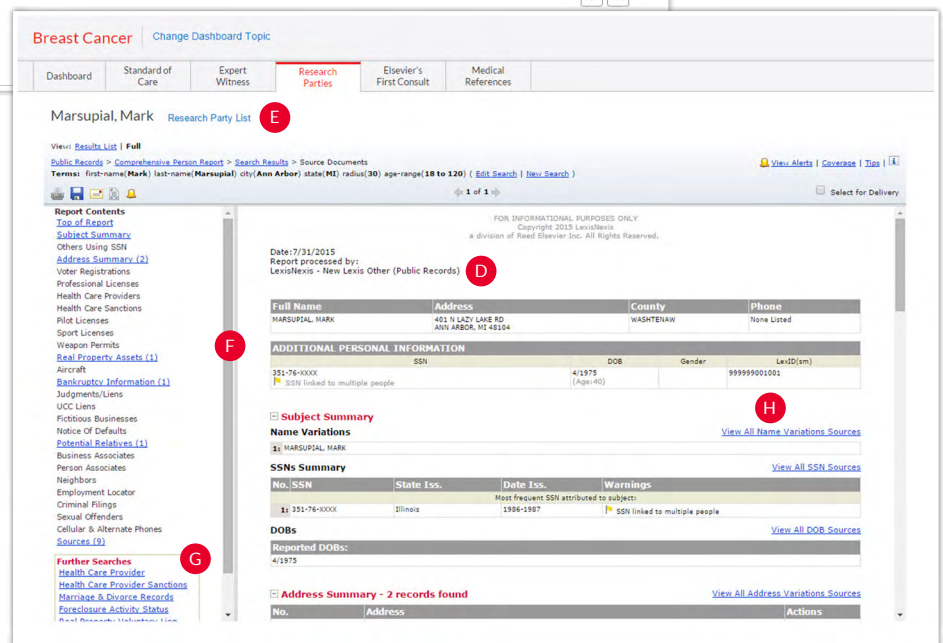 Breast Cancer Change Dashboard Topic
Dashboard
Standard of Care
Expert Witness
Research Parties
Elsevier's First Consult
Medical References
Marsupial, Mark Research Party List E
View: Results List | Full
Public Records > Comprehensive Person Report > Search Results > Source Documents
View Alerts | Coverage | Tips | i
Terms: first-name(Mark) last-name(Marsupial) city(Ann Arbor) state(MI) radius(30) age-range(18 to 120) ( Edit Search | New Search )
1 of 1
Select for Delivery
Report Contents
Top of Report
Subject Summary
Others Using SSN
Address Summary (2)
Voter Registrations
Professional Licenses
Health Care Providers
Health Care Sanctions
Pilot Licenses
Sport Licenses
Weapon Permits
Real Property Assets (1)
Aircraft
Bankruptcy Information (1)
Judgments/Liens
UCC Liens
Fictitious Businesses
Notice Of Defaults
Potential Relatives (1)
Business Associates
Person Associates
Neighbors
Employment Locator
Criminal Filings
Sexual Offenders
Cellular & Alternate Phones
Sources (9)
G
Further Searches
Health Care Provider
Health Care Provider Sanctions
Marriage & Divorce Records
Foreclosure Activity Status
F
FOR INFORMATIONAL PURPOSES ONLY
Copyright 2015 LexisNexis
a division of Reed Elsevier Inc. All Rights Reserved.
Date:7/31/2015
Report processed by:
LexisNexis - New Lexis Other (Public Records) D
Full Name Address County Phone
MARSUPIAL, MARK 401 N LAZY LAKE RD WASHTENAW None Listed
ANN ARBOR, MI 48104
ADDITIONAL PERSONAL INFORMATION
SSN DOB Gender LexID(sm)
351-76-XXXX 4/1975 999999001001
SSN linked to multiple people (Age:40)
H
Subject Summary
Name Variations View All Name Variations Sources
1: MARSUPIAL, MARK
SSNs Summary View All SSN Sources
No. SSN State Iss. Date Iss. Warnings
Most frequent SSN attributed to subject:
1: 351-76-XXXX Illinois 1986-1987 SSN linked to multiple people
DOBs View All DOB Sources
Reported DOBs:
4/1975
Address Summary - 2 records found View All Address Variations Sources
No. Address Actions